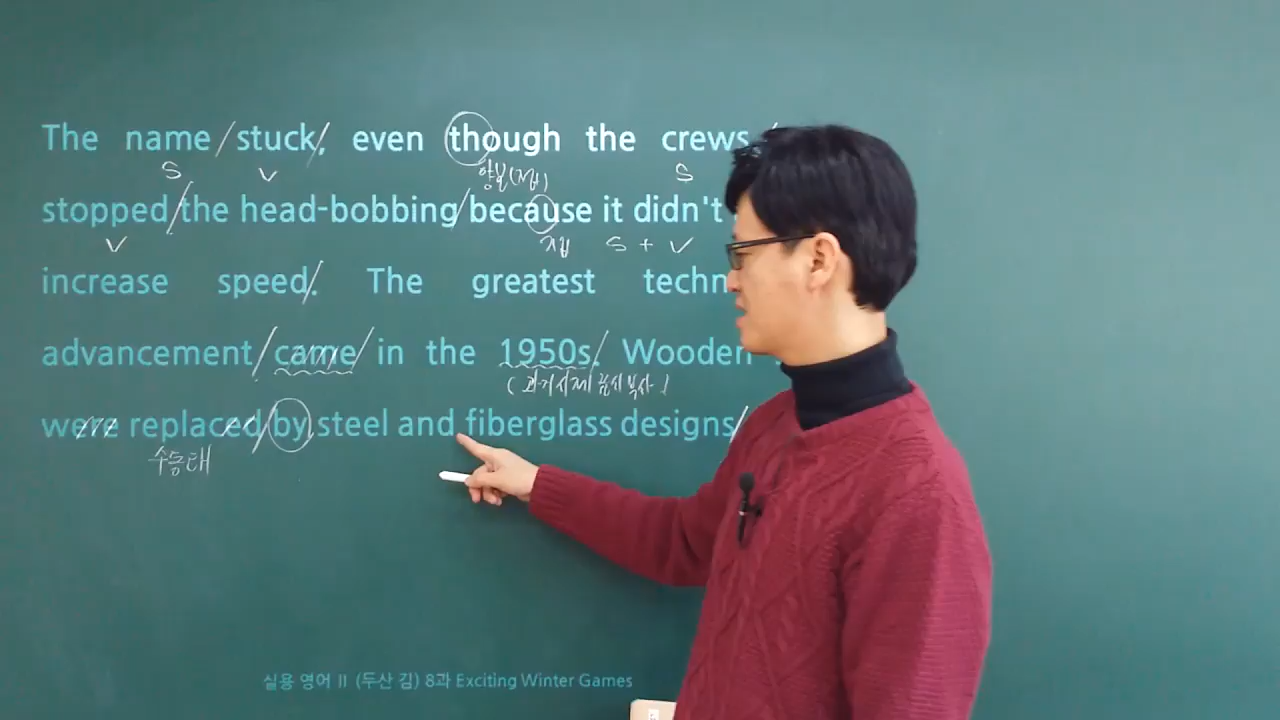 The name / stuck /, even though the crews /
S V 양보(접) S
stopped / the head-bobbing / because it didn't
V 접 S + V
increase speed /. The greatest techn
advancement / came / in the 1950s /. Wooden
(과거시제 표시 부사)
were replaced / by steel and fiberglass designs /
수동태
실용 영어 II (두산 김) 8과 Exciting Winter Games